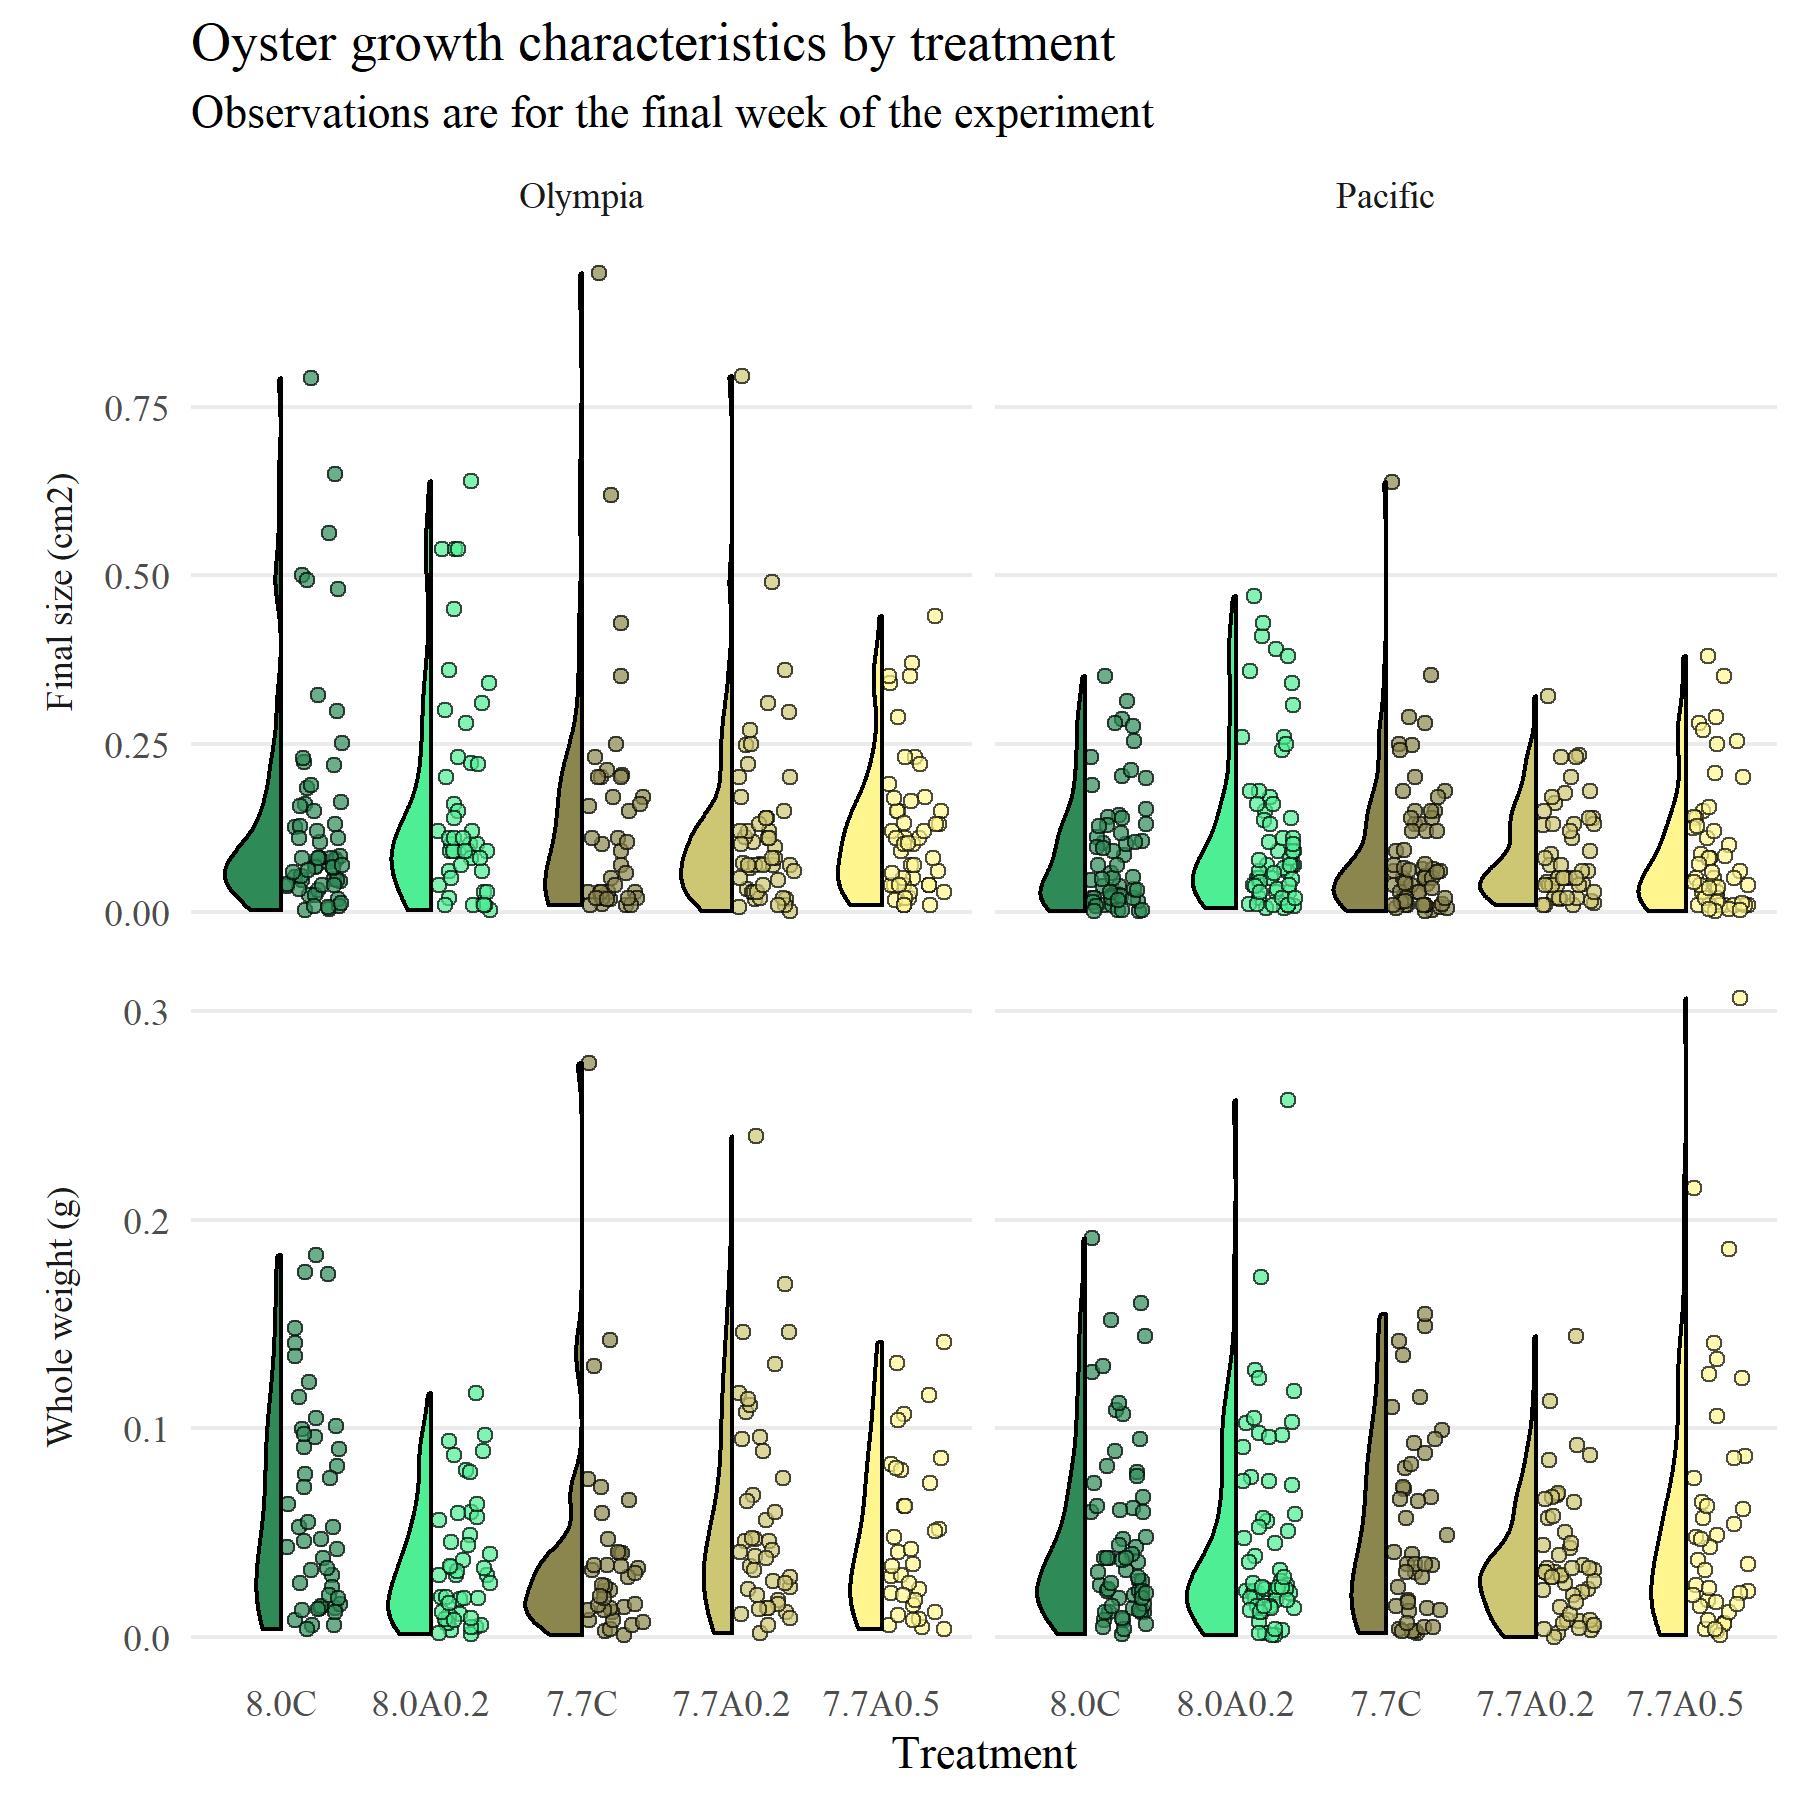 Oyster growth characteristics by treatment
Observations are for the final week of the experiment
Olympia
Pacific
Final size (cm2)
0.75
0.50
0.25
0.00
Whole weight (g)
0.3
0.2
0.1
0.0
8.0C 8.0A0.2 7.7C 7.7A0.2 7.7A0.5 8.0C 8.0A0.2 7.7C 7.7A0.2 7.7A0.5
Treatment